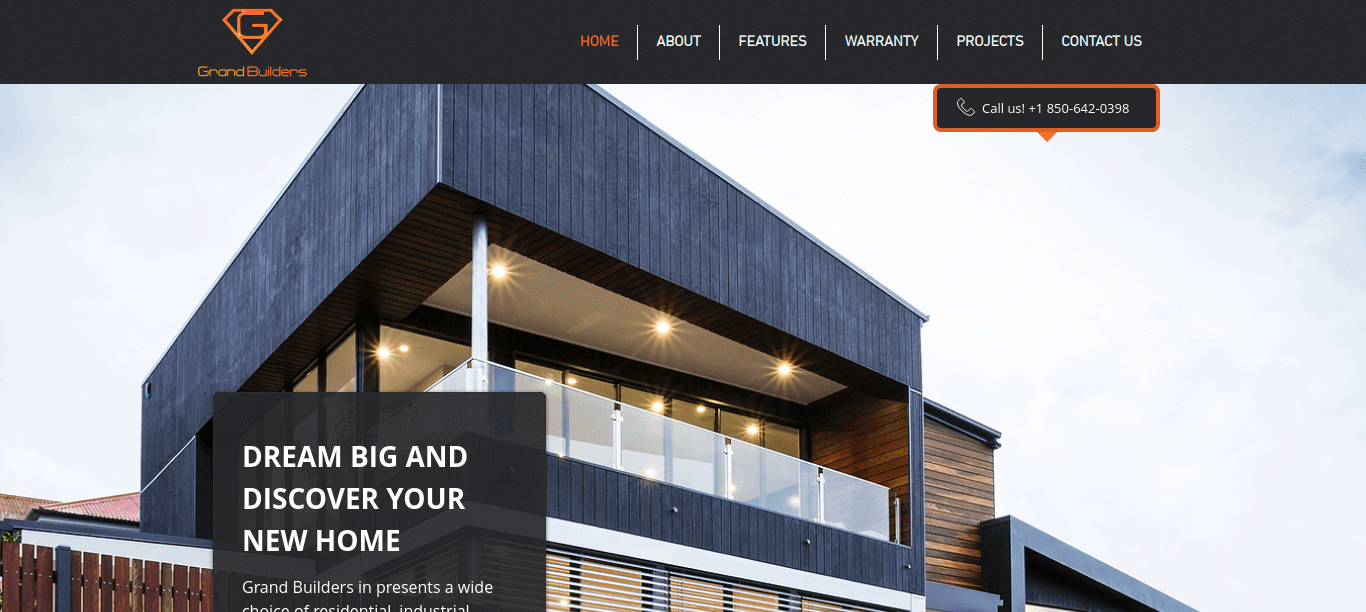 G
Grand Builders
HOME
ABOUT
FEATURES
WARRANTY
PROJECTS
CONTACT US
Call us! +1 850-642-0398
DREAM BIG AND
DISCOVER YOUR
NEW HOME
Grand Builders in presents a wide
choice of residential, industrial